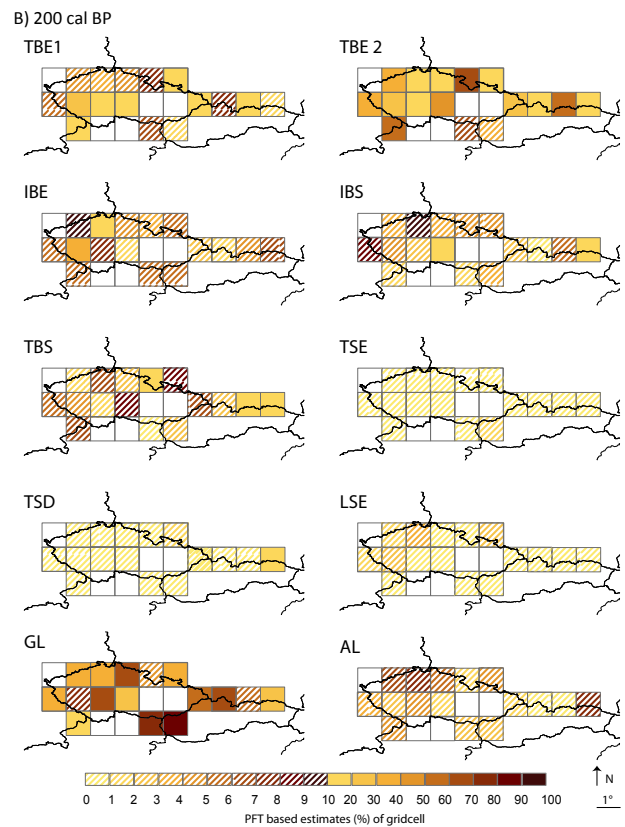 B) 200 cal BP
TBE1 TBE 2
IBE IBS
TBS TSE
TSD LSE
GL AL
0 1 2 3 4 5 6 7 8 9 10 20 30 40 50 60 70 80 90 100
PFT based estimates (%) of gridcell
N
1°